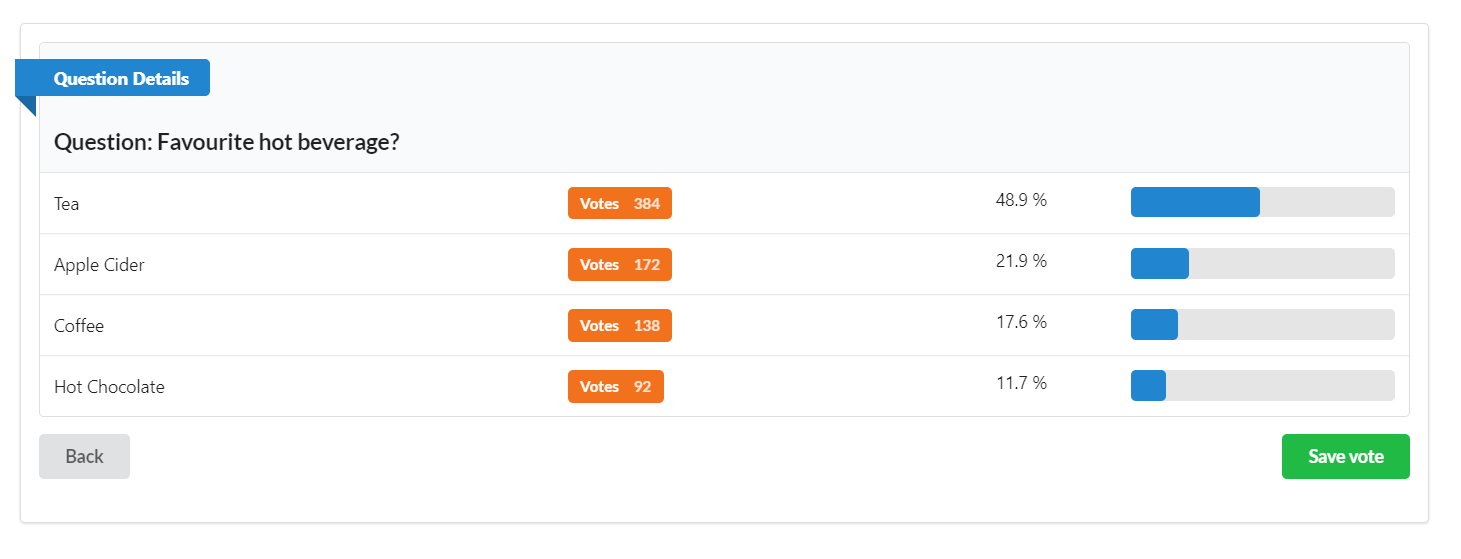 Question Details
Question: Favourite hot beverage?
Tea Votes 384 48.9 %
Apple Cider Votes 172 21.9 %
Coffee Votes 138 17.6 %
Hot Chocolate Votes 92 11.7 %
Back Save vote